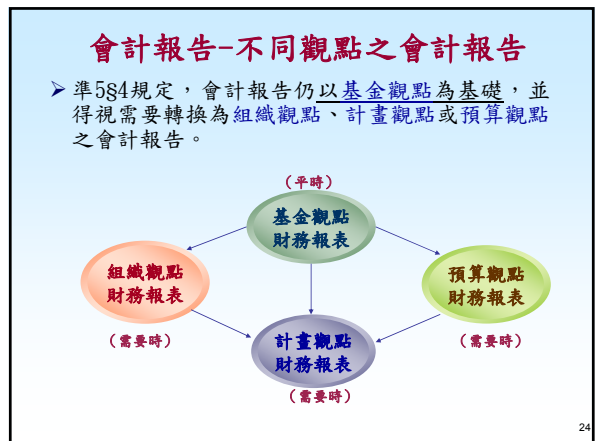 會計報告-不同觀點之會計報告
➢ 準5§4規定，會計報告仍以基金觀點為基礎，並
得視需要轉換為組織觀點、計畫觀點或預算觀點
之會計報告。
（平時）
基金觀點
財務報表
組織觀點
財務報表
預算觀點
財務報表
（需要時）
（需要時）
計畫觀點
財務報表
（需要時）
24